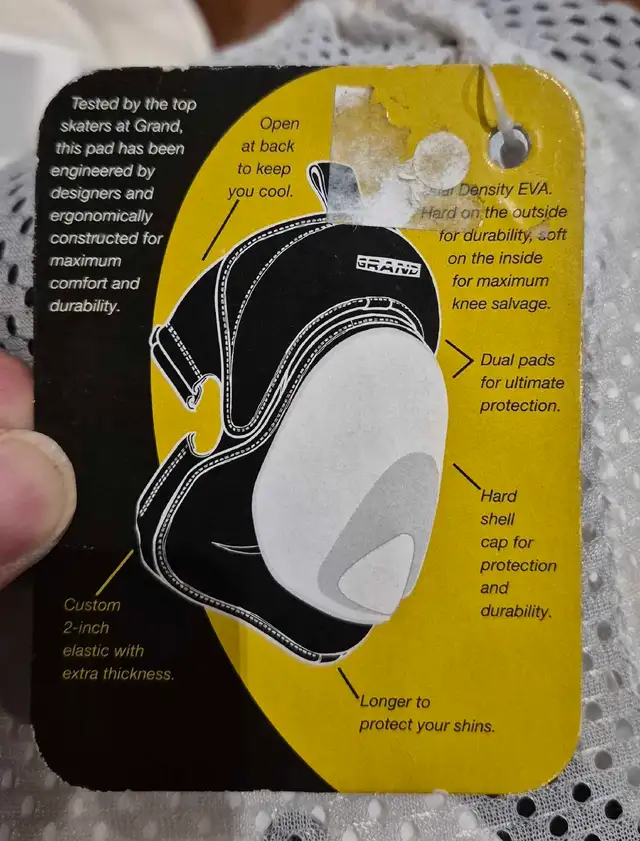 Tested by the top
skaters at Grand,
this pad has been
engineered by
designers and
ergonomically
constructed for
maximum
comfort and
durability.
Open
at back
to keep
you cool.
Density EVA.
Hard on the outside
for durability, soft
on the inside
for maximum
knee salvage.
GRAND
Dual pads
for ultimate
protection.
Hard
shell
cap for
protection
and
durability.
Custom
2-inch
elastic with
extra thickness.
Longer to
protect your shins.